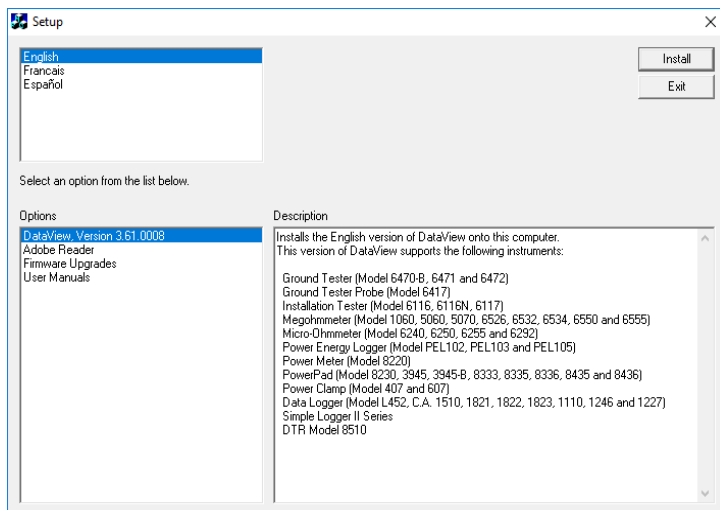 Setup
English
Francais
Español
Install
Exit
Select an option from the list below.
Options
DataView, Version 3.61.0008
Adobe Reader
Firmware Upgrades
User Manuals
Description
Installs the English version of DataView onto this computer.
This version of DataView supports the following instruments:
Ground Tester (Model 6470-B, 6471 and 6472)
Ground Tester Probe (Model 6417)
Installation Tester (Model 6116, 6116N, 6117)
Megohmmeter (Model 1060, 5060, 5070, 6526, 6532, 6534, 6550 and 6555)
Micro-Ohmmeter (Model 6240, 6250, 6255 and 6292)
Power Energy Logger (Model PEL102, PEL103 and PEL105)
Power Meter (Model 8220)
PowerPad (Model 8230, 3945, 3945-B, 8333, 8335, 8336, 8435 and 8436)
Power Clamp (Model 407 and 607)
Data Logger (Model L452, C.A. 1510, 1821, 1822, 1823, 1110, 1246 and 1227)
Simple Logger II Series
DTR Model 8510